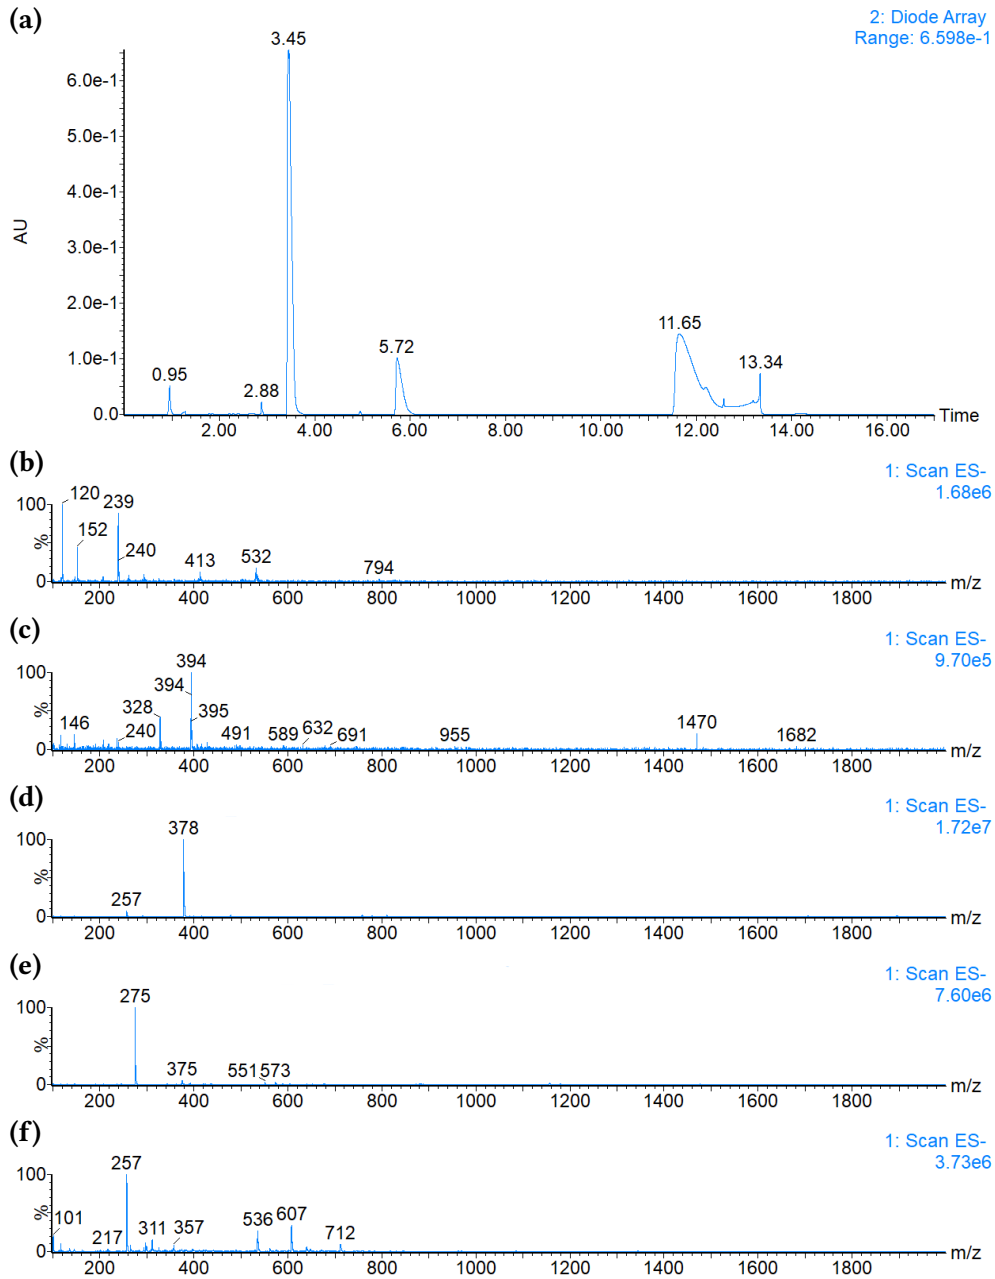 (a)
2: Diode Array
Range: 6.598e-1
3.45
6.0e-1
5.0e-1
4.0e-1
3.0e-1
2.0e-1
1.0e-1
0.0
AU
0.95
2.88
5.72
11.65
13.34
Time
2.00 4.00 6.00 8.00 10.00 12.00 14.00 16.00
(b)
1: Scan ES-
1.68e6
100
%
0
120 239
152
240
413 532 794
m/z
200 400 600 800 1000 1200 1400 1600 1800
(c)
1: Scan ES-
9.70e5
100
%
0
394
394
328 395
146 240 491 589 632 691 955 1470 1682
m/z
200 400 600 800 1000 1200 1400 1600 1800
(d)
1: Scan ES-
1.72e7
100
%
0
378
257
m/z
200 400 600 800 1000 1200 1400 1600 1800
(e)
1: Scan ES-
7.60e6
100
%
0
275
375 551 573
m/z
200 400 600 800 1000 1200 1400 1600 1800
(f)
1: Scan ES-
3.73e6
100
%
0
257
101 217 311 357 536 607 712
m/z
200 400 600 800 1000 1200 1400 1600 1800